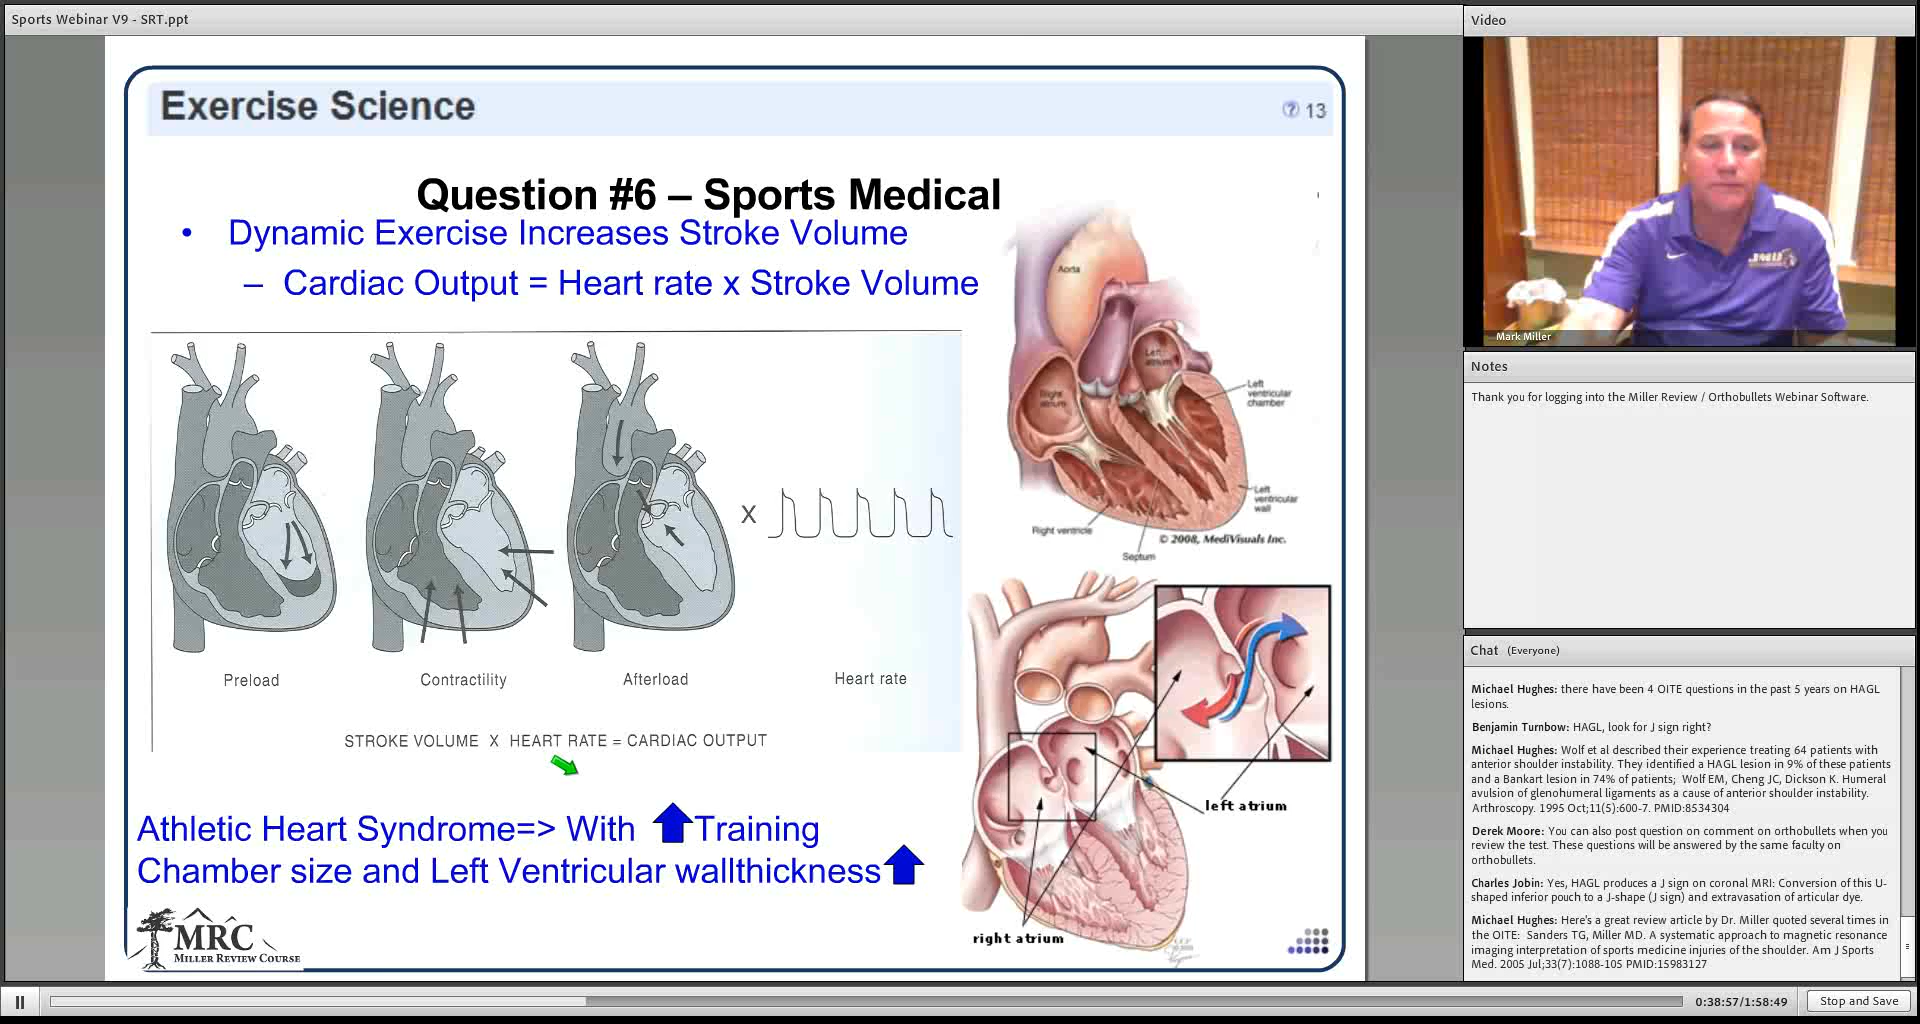 Sports Webinar V9 - SRT.ppt
Exercise Science
? 13
Question #6 – Sports Medical
• Dynamic Exercise Increases Stroke Volume
– Cardiac Output = Heart rate x Stroke Volume
Aorta
Left atrium
Right atrium
Left ventricular chamber
Left ventricular wall
Right ventricle
Septum
© 2008, MediVisuals Inc.
X
Preload
Contractility
Afterload
Heart rate
STROKE VOLUME X HEART RATE = CARDIAC OUTPUT
left atrium
right atrium
Athletic Heart Syndrome=> With Training
Chamber size and Left Ventricular wallthickness
MRC
MILLER REVIEW COURSE
Video
JMU
Mark Miller
Notes
Thank you for logging into the Miller Review / Orthobullets Webinar Software.
Chat (Everyone)
Michael Hughes: there have been 4 OITE questions in the past 5 years on HAGL
lesions.
Benjamin Turnbow: HAGL, look for J sign right?
Michael Hughes: Wolf et al described their experience treating 64 patients with
anterior shoulder instability. They identified a HAGL lesion in 9% of these patients
and a Bankart lesion in 74% of patients; Wolf EM, Cheng JC, Dickson K. Humeral
avulsion of glenohumeral ligaments as a cause of anterior shoulder instability.
Arthroscopy. 1995 Oct;11(5):600-7. PMID:8534304
Derek Moore: You can also post question on comment on orthobullets when you
review the test. These questions will be answered by the same faculty on
orthobullets.
Charles Jobin: Yes, HAGL produces a J sign on coronal MRI: Conversion of this U-
shaped inferior pouch to a J-shape (J sign) and extravasation of articular dye.
Michael Hughes: Here's a great review article by Dr. Miller quoted several times in
the OITE: Sanders TG, Miller MD. A systematic approach to magnetic resonance
imaging interpretation of sports medicine injuries of the shoulder. Am J Sports
Med. 2005 Jul;33(7):1088-105 PMID:15983127
0:38:57/1:58:49
Stop and Save